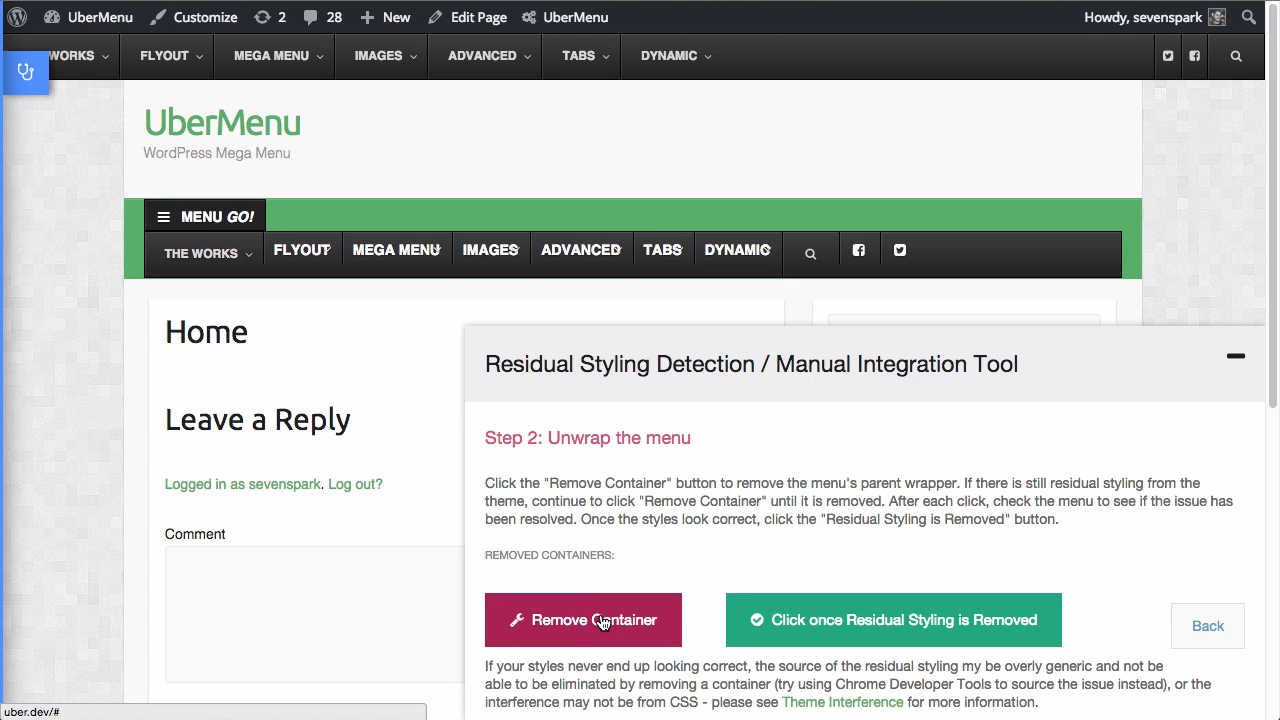 UberMenu Customize 2 28 New Edit Page UberMenu Howdy, sevenspark
WORKS FLYOUT MEGA MENU IMAGES ADVANCED TABS DYNAMIC
UberMenu
WordPress Mega Menu
MENU GO!
THE WORKS FLYOUT MEGA MENU IMAGES ADVANCED TABS DYNAMIC
Home
Residual Styling Detection / Manual Integration Tool
Leave a Reply
Step 2: Unwrap the menu
Logged in as sevenspark. Log out?
Click the "Remove Container" button to remove the menu's parent wrapper. If there is still residual styling from the
theme, continue to click "Remove Container" until it is removed. After each click, check the menu to see if the issue has
been resolved. Once the styles look correct, click the "Residual Styling is Removed" button.
Comment
REMOVED CONTAINERS:
Remove Container Click once Residual Styling is Removed Back
If your styles never end up looking correct, the source of the residual styling my be overly generic and not be
able to be eliminated by removing a container (try using Chrome Developer Tools to source the issue instead), or the
interference may not be from CSS - please see Theme Interference for more information.
uber.dev/#